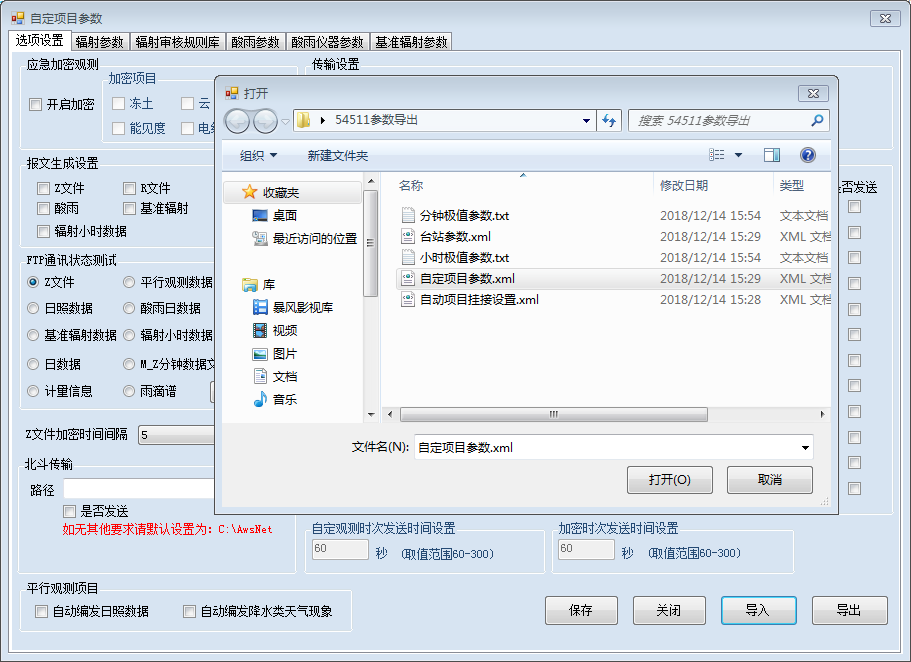 自定项目参数
选项设置 辐射参数 辐射审核规则库 酸雨参数 酸雨仪器参数 基准辐射参数
应急加密观测
开启加密
加密项目
冻土 云
能见度
传输设置
报文生成设置
Z文件 R文件
酸雨 基准辐射
辐射小时数据
FTP通讯状态测试
Z文件 平行观测数据
日照数据 酸雨日数据
基准辐射数据 辐射小时数据
日数据 M_Z分钟数据文
计量信息 雨滴谱
Z文件加密时间间隔 5
北斗传输
路径
是否发送
如无其他要求请默认设置为: C:\AwsNet
平行观测项目
自动编发日照数据 自动编发降水类天气现象
打开
54511参数导出
搜索 54511参数导出
组织 新建文件夹
收藏夹
桌面
最近访问的位置
库
暴风影视库
视频
图片
文档
音乐
名称 修改日期 类型
分钟极值参数.txt 2018/12/14 15:54 文本文档
台站参数.xml 2018/12/14 15:29 XML 文档
小时极值参数.txt 2018/12/14 15:54 文本文档
自定项目参数.xml 2018/12/14 15:29 XML 文档
自动项目挂接设置.xml 2018/12/14 15:28 XML 文档
文件名(N): 自定项目参数.xml
打开(O) 取消
是否发送
自定观测时次发送时间设置
60 秒 (取值范围60-300)
加密时次发送时间设置
60 秒 (取值范围60-300)
保存 关闭 导入 导出